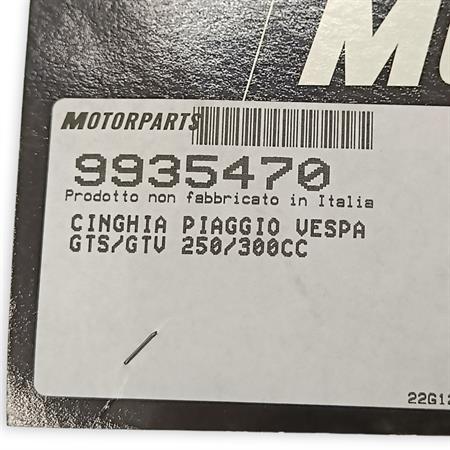 MOTORPARTS
9935470
Prodotto non fabbricato in Italia
CINGHIA PIAGGIO VESPA
GTS/GTV 250/300CC